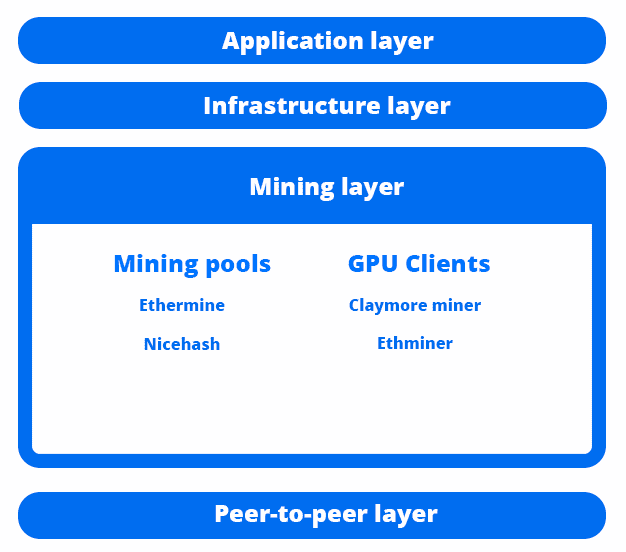 Application layer
Infrastructure layer
Mining layer
Mining pools
Ethermine
Nicehash
GPU Clients
Claymore miner
Ethminer
Peer-to-peer layer